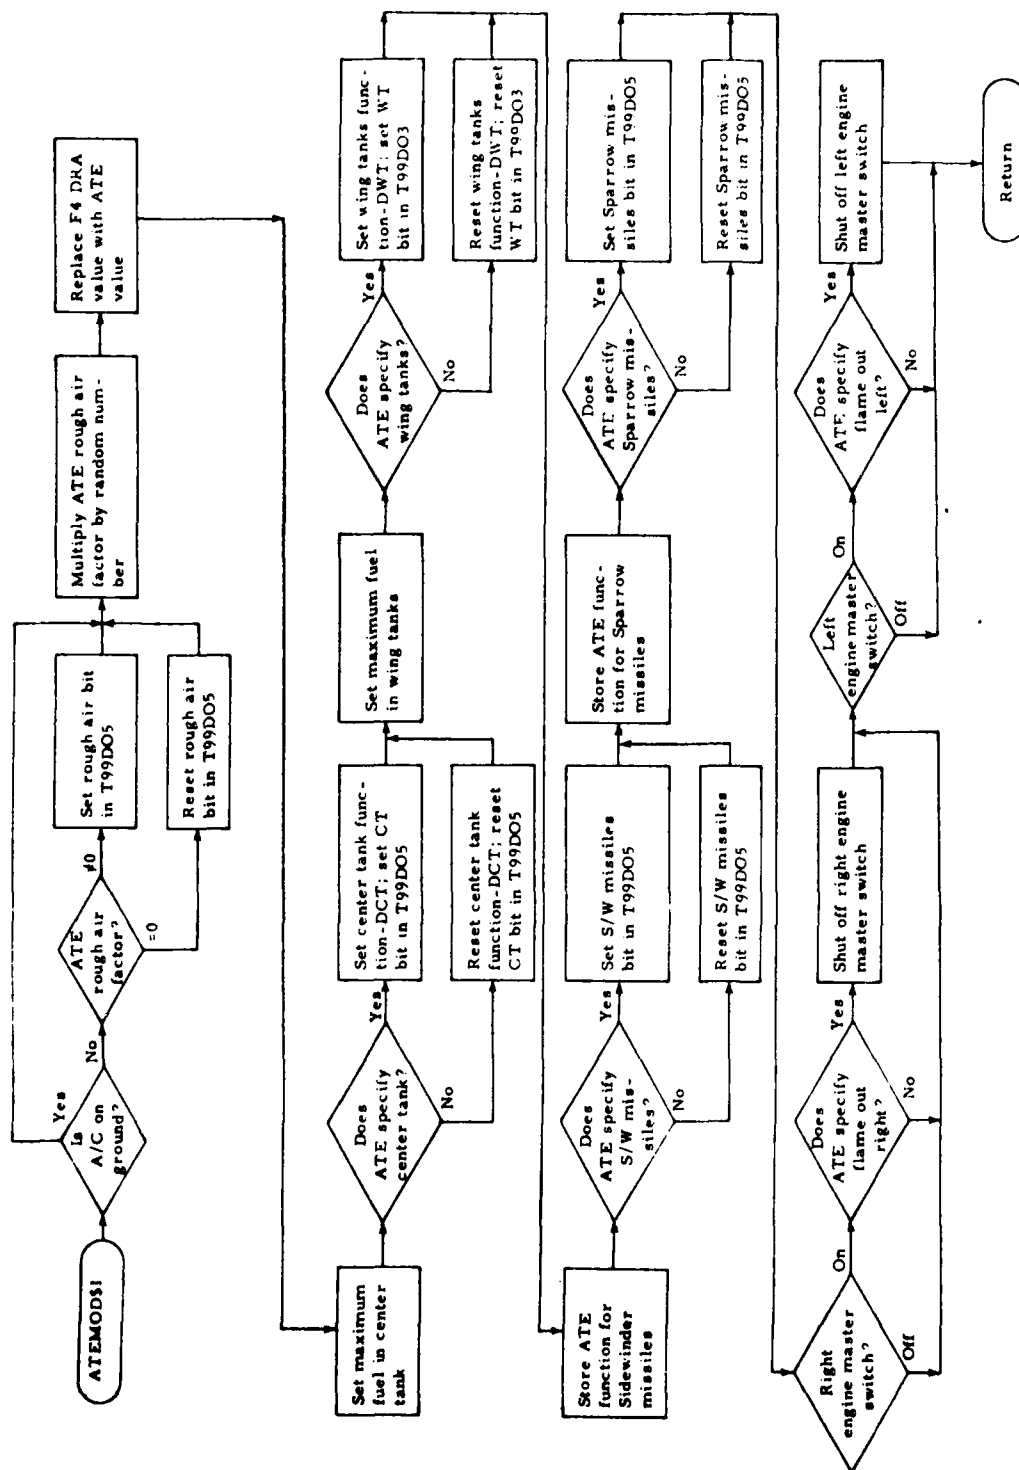 ATEMOD$1
Is
A/C on
ground?
Yes
No
ATE
rough air
factor?
≠0
=0
Set rough air bit
in T99DO5
Reset rough air
bit in T99DO5
Multiply ATE rough air
factor by random num-
ber
Replace F4 DRA
value with ATE
value
Set maximum
fuel in center
tank
Does
ATE specify
center tank?
Yes
No
Set center tank func-
tion-DCT; set CT
bit in T99DO5
Reset center tank
function-DCT; reset
CT bit in T99DO5
Set maximum fuel
in wing tanks
Does
ATE specify
wing tanks?
Yes
No
Set wing tanks func-
tion-DWT; set WT
bit in T99DO3
Reset wing tanks
function-DWT; reset
WT bit in T99DO3
Store ATE
function for
Sidewinder
missiles
Does
ATE specify
S/W mis-
siles?
Yes
No
Set S/W missiles
bit in T99DO5
Reset S/W missiles
bit in T99DO5
Store ATE func-
tion for Sparrow
missiles
Does
ATE specify
Sparrow mis-
siles?
Yes
No
Set Sparrow mis-
siles bit in T99DO5
Reset Sparrow mis-
siles bit in T99DO5
Right
engine master
switch?
On
Off
Does
ATE specify
flame out
right?
Yes
No
Shut off right engine
master switch
Left
engine master
switch?
On
Off
Does
ATE specify
flame out
left?
Yes
No
Shut off left engine
master switch
Return